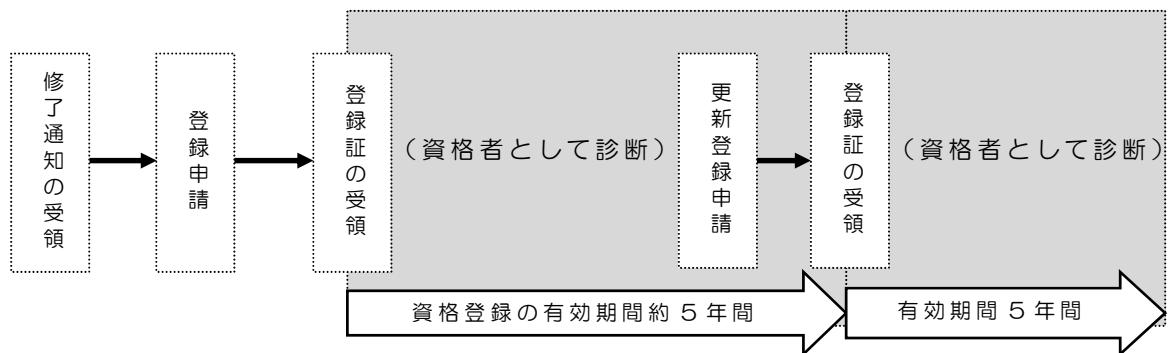 修了通知の受領
登録申請
登録証の受領
（資格者として診断）
更新登録申請
登録証の受領
（資格者として診断）
資格登録の有効期間約５年間
有効期間５年間